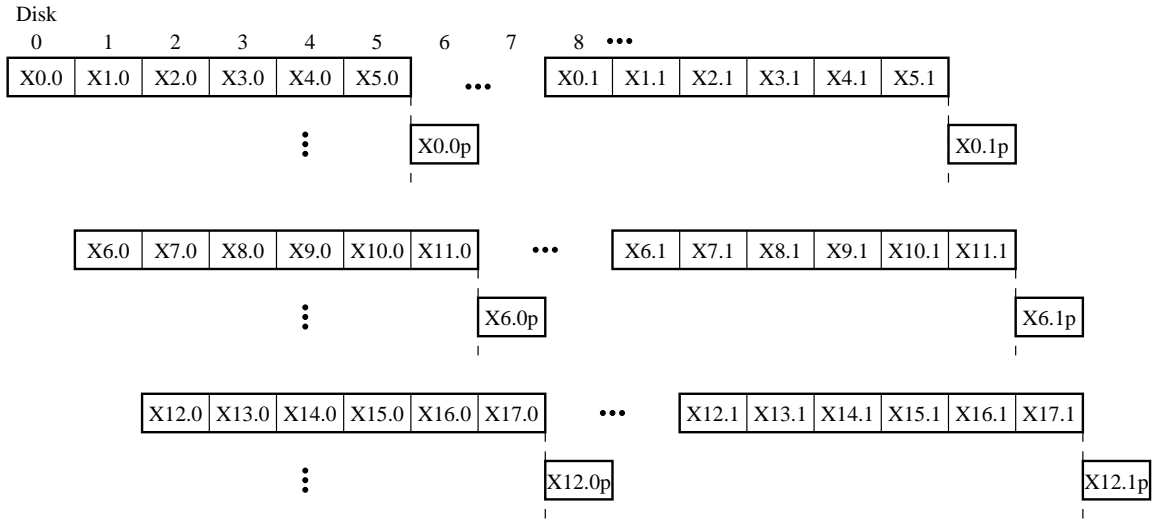 Disk
0 1 2 3 4 5 6 7 8 •••
X0.0 X1.0 X2.0 X3.0 X4.0 X5.0 ••• X0.1 X1.1 X2.1 X3.1 X4.1 X5.1
X0.0p X0.1p
X6.0 X7.0 X8.0 X9.0 X10.0 X11.0 ••• X6.1 X7.1 X8.1 X9.1 X10.1 X11.1
X6.0p X6.1p
X12.0 X13.0 X14.0 X15.0 X16.0 X17.0 ••• X12.1 X13.1 X14.1 X15.1 X16.1 X17.1
X12.0p X12.1p